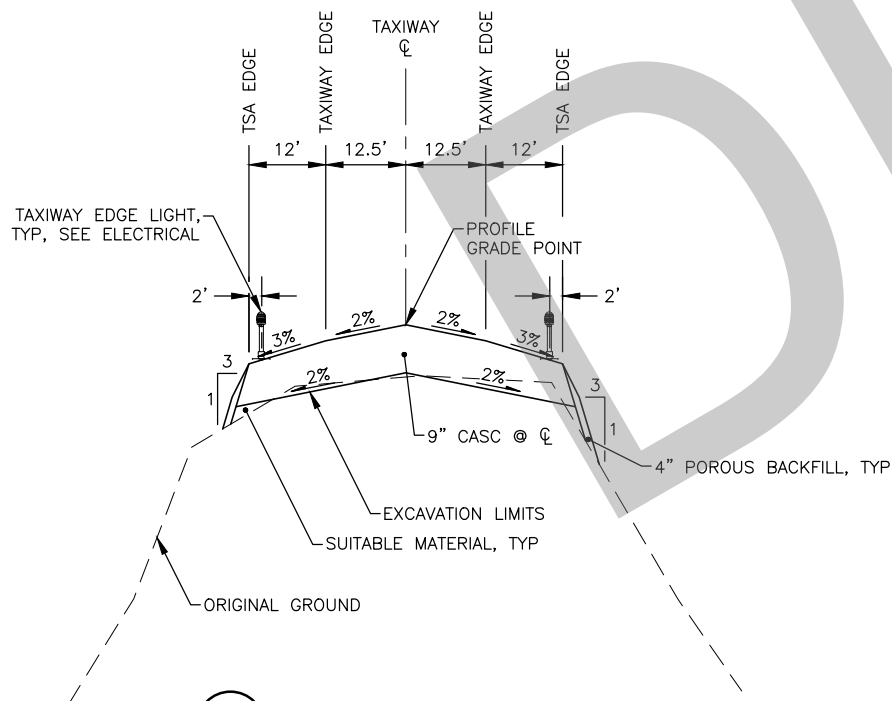 TAXIWAY
℄
TSA EDGE
TAXIWAY EDGE
TAXIWAY EDGE
TSA EDGE
12'
12.5'
12.5'
12'
TAXIWAY EDGE LIGHT,
TYP, SEE ELECTRICAL
PROFILE
GRADE POINT
2'
2'
3%
2%
2%
3%
3
1
2%
2%
3
1
9" CASC @ ℄
4" POROUS BACKFILL, TYP
EXCAVATION LIMITS
SUITABLE MATERIAL, TYP
ORIGINAL GROUND